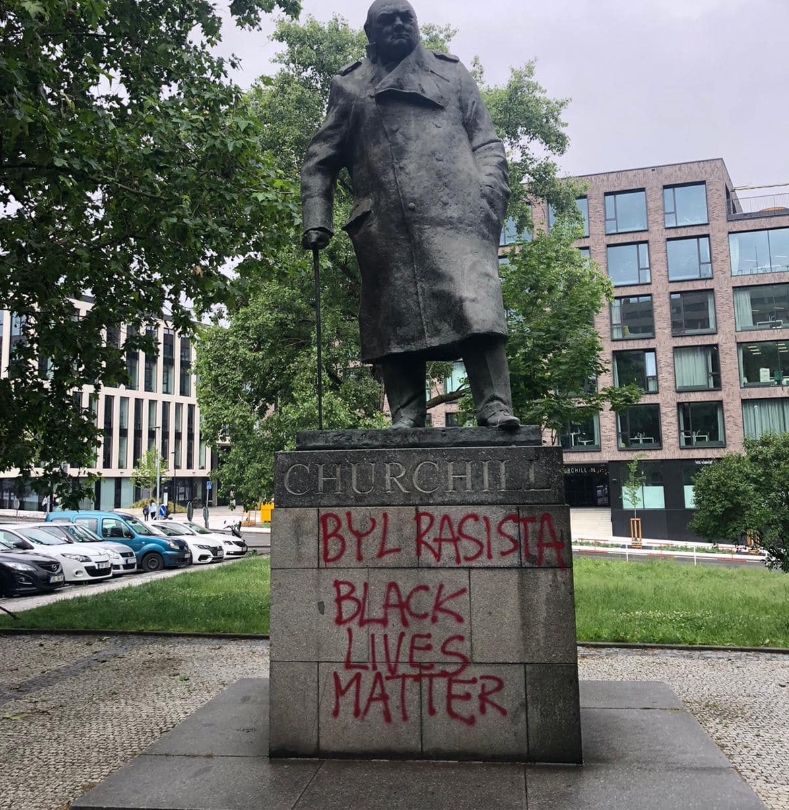 CHURCHILL
BYL RASISTA
BLACK
LIVES
MATTER